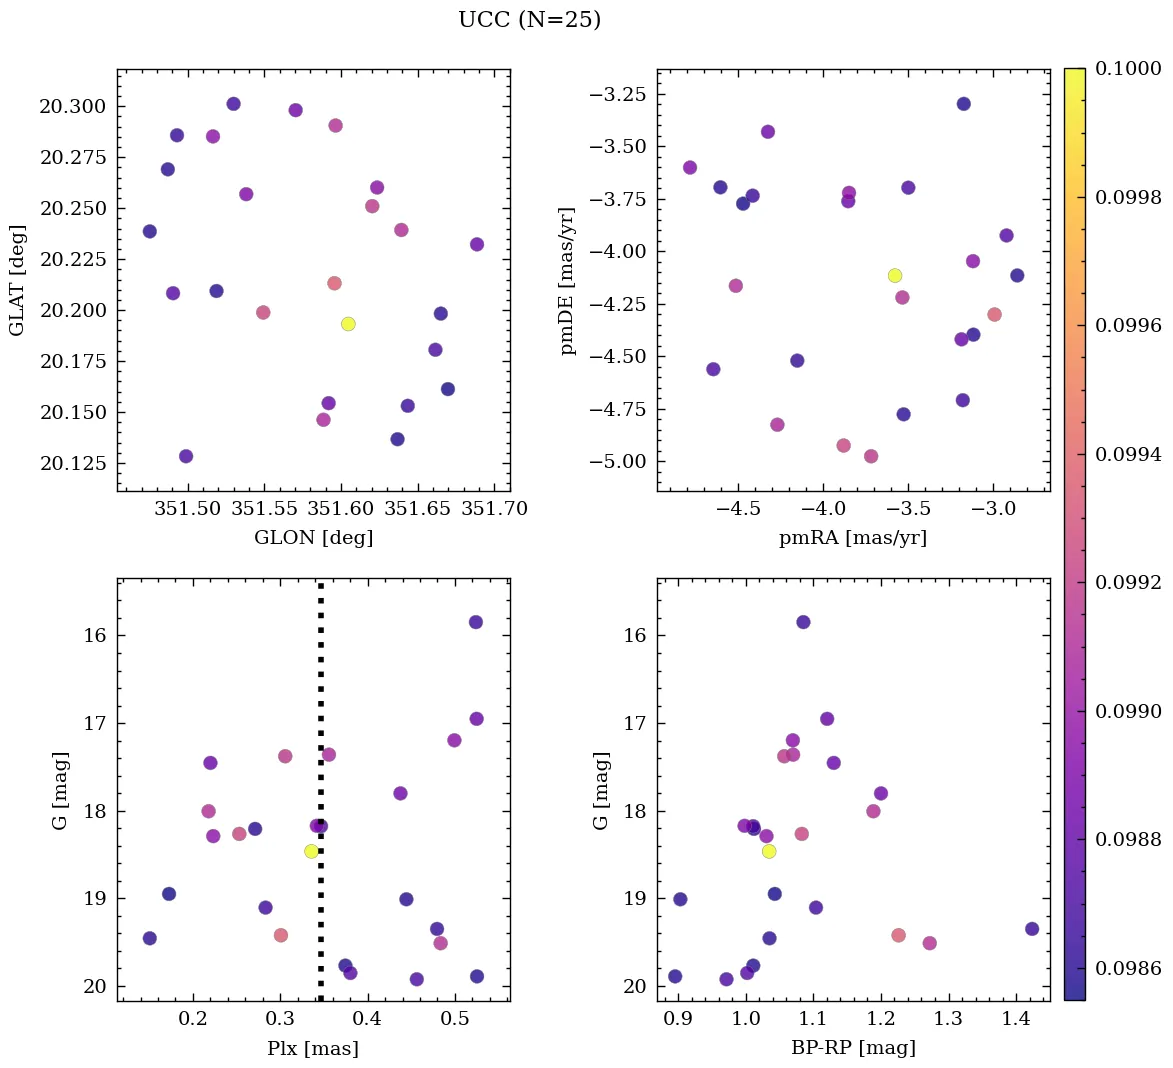 UCC (N=25)
20.300
20.275
20.250
20.225
20.200
20.175
20.150
20.125
GLAT [deg]
351.50 351.55 351.60 351.65 351.70
GLON [deg]
−3.25
−3.50
−3.75
−4.00
−4.25
−4.50
−4.75
−5.00
pmDE [mas/yr]
−4.5 −4.0 −3.5 −3.0
pmRA [mas/yr]
16
17
18
19
20
G [mag]
0.2 0.3 0.4 0.5
Plx [mas]
16
17
18
19
20
G [mag]
0.9 1.0 1.1 1.2 1.3 1.4
BP-RP [mag]
0.1000
0.0998
0.0996
0.0994
0.0992
0.0990
0.0988
0.0986